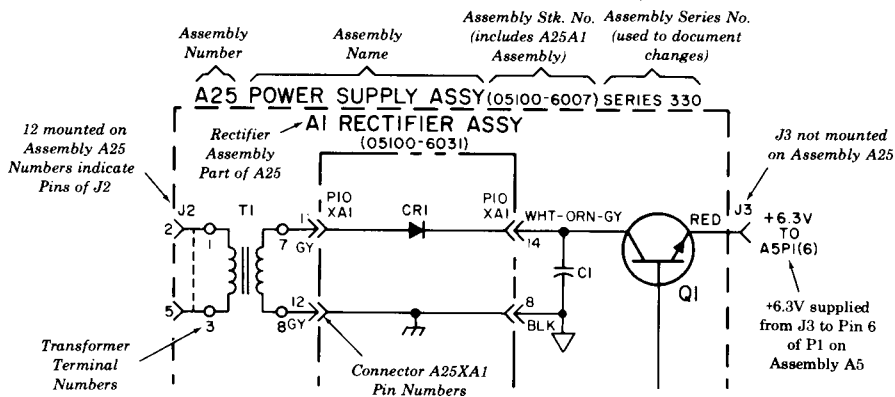 Assembly Number
Assembly Name
Assembly Stk. No. (includes A25A1 Assembly)
Assembly Series No. (used to document changes)
A25 POWER SUPPLY ASSY (05100-6007) SERIES 330
A1 RECTIFIER ASSY
(05100-6031)
12 mounted on
Assembly A25
Numbers indicate
Pins of J2
Rectifier
Assembly
Part of A25
J3 not mounted
on Assembly A25
J2
T1
P10
XA1
CR1
P10
XA1
WHT-ORN-GY
RED
J3
+6.3V
TO
A5P1(6)
2
1
7
11
GY
14
C1
Q1
5
3
8
12
GY
8
BLK
+6.3V supplied
from J3 to Pin 6
of P1 on
Assembly A5
Transformer
Terminal
Numbers
Connector A25XA1
Pin Numbers